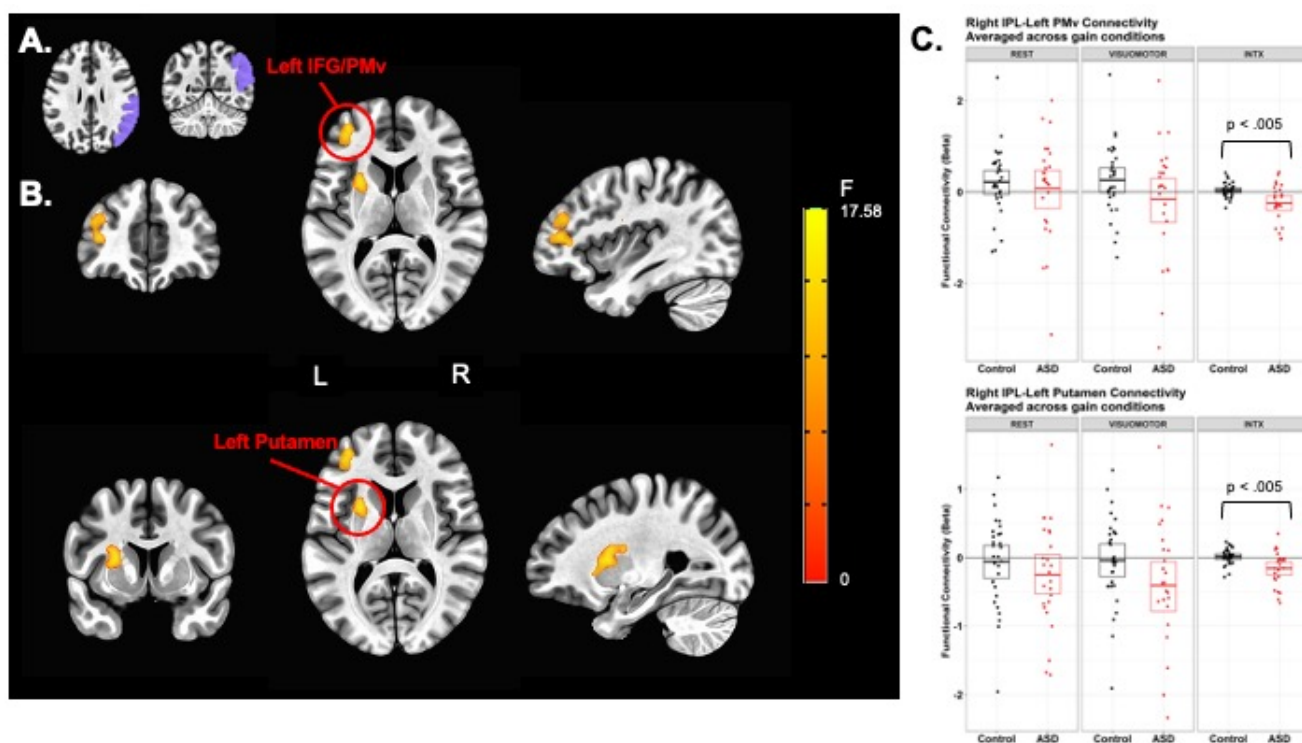 A.
Left IFG/PMv
B.
F
17.58
0
L
R
Left Putamen
C.
Right IPL-Left PMv Connectivity
Averaged across gain conditions
REST
VISUOMOTOR
INTX
p < .005
Functional Connectivity (Beta)
2
0
-2
Control
ASD
Control
ASD
Control
ASD
Right IPL-Left Putamen Connectivity
Averaged across gain conditions
REST
VISUOMOTOR
INTX
p < .005
Functional Connectivity (Beta)
1
0
-1
-2
Control
ASD
Control
ASD
Control
ASD